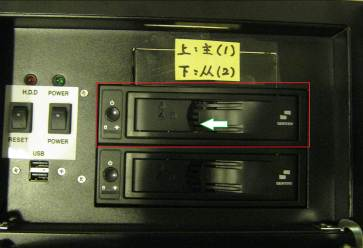 上:主(1)
下:从(2)
H.D.D POWER
RESET POWER
USB